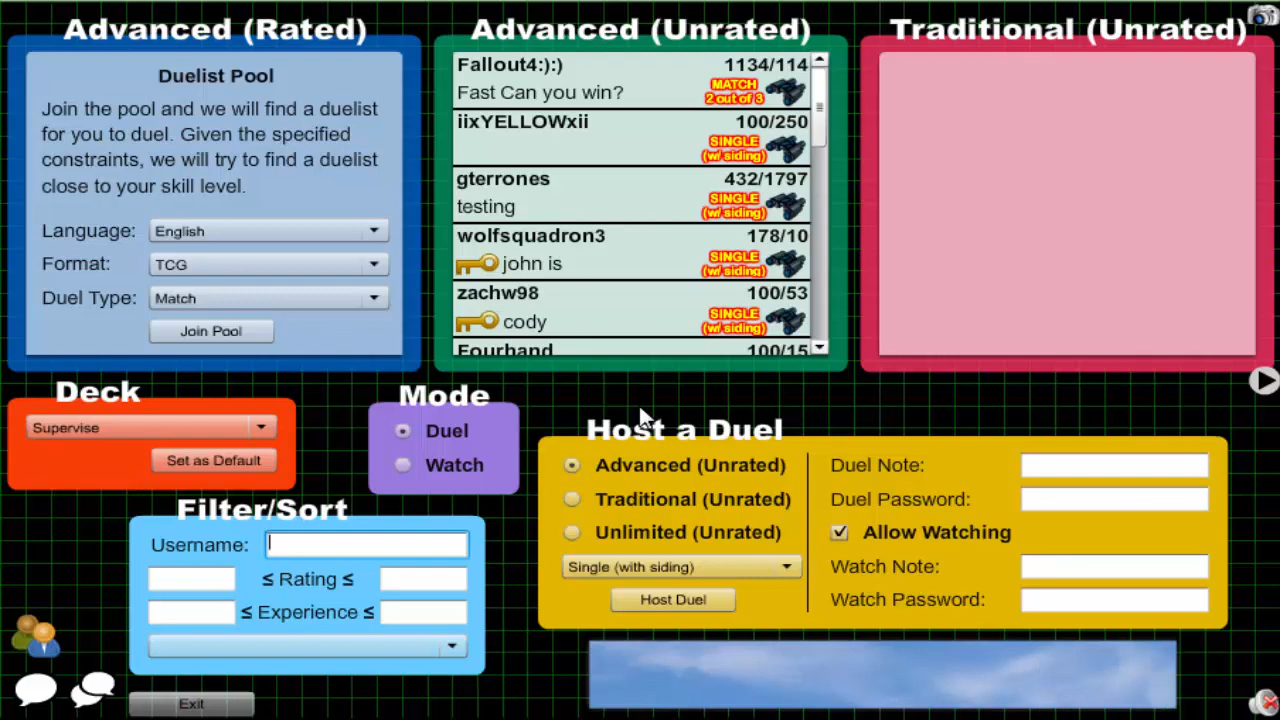 Advanced (Rated)
Duelist Pool
Join the pool and we will find a duelist
for you to duel. Given the specified
constraints, we will try to find a duelist
close to your skill level.
Language: English
Format: TCG
Duel Type: Match
Join Pool
Advanced (Unrated)
Fallout4:):) 1134/114
Fast Can you win? MATCH
2 out of 3
iixYELLOWxii 100/250
SINGLE
(w/ siding)
gterrones 432/1797
testing SINGLE
(w/ siding)
wolfsquadron3 178/10
john is SINGLE
(w/ siding)
zachw98 100/53
cody SINGLE
(w/ siding)
Fourhand 100/15
Traditional (Unrated)
Deck
Supervise
Set as Default
Mode
Duel
Watch
Filter/Sort
Username:
≤ Rating ≤
≤ Experience ≤
Exit
Host a Duel
Advanced (Unrated)
Traditional (Unrated)
Unlimited (Unrated)
Single (with siding)
Host Duel
Duel Note:
Duel Password:
Allow Watching
Watch Note:
Watch Password: